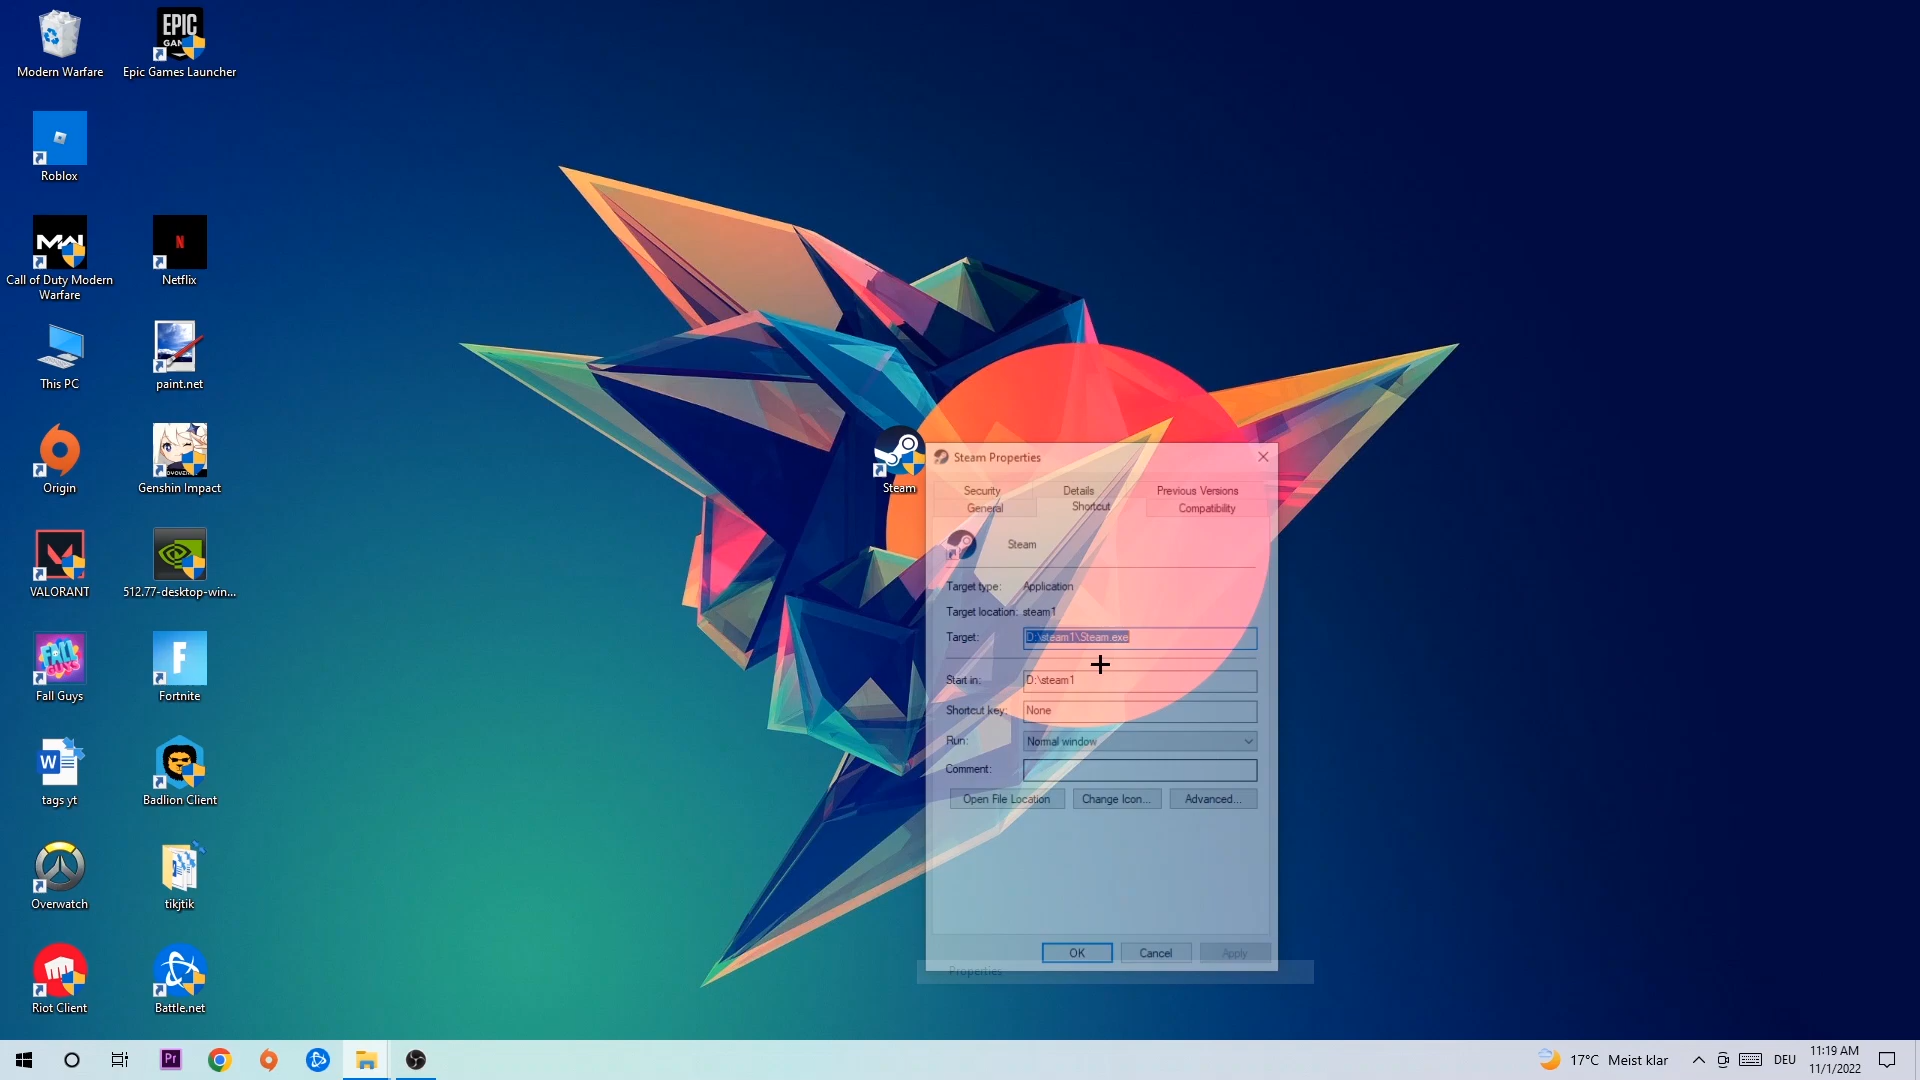 Modern Warfare
EPIC
GAMES
Epic Games Launcher
Roblox
MW
Call of Duty Modern
Warfare
N
Netflix
This PC
paint.net
Origin
Genshin Impact
VALORANT
512.77-desktop-win...
FALL
GUYS
Fall Guys
F
Fortnite
W
tags yt
Badlion Client
Overwatch
tikjtik
Riot Client
Battle.net
Steam
Steam Properties
Security
Details
Previous Versions
General
Shortcut
Compatibility
Steam
Target type: Application
Target location: steam1
Target: D:\steam1\Steam.exe
Start in: D:\steam1
Shortcut key: None
Run: Normal window
Comment:
Open File Location
Change Icon...
Advanced...
OK
Cancel
Apply
Properties
Pr
17°C Meist klar
DEU
11:19 AM
11/1/2022